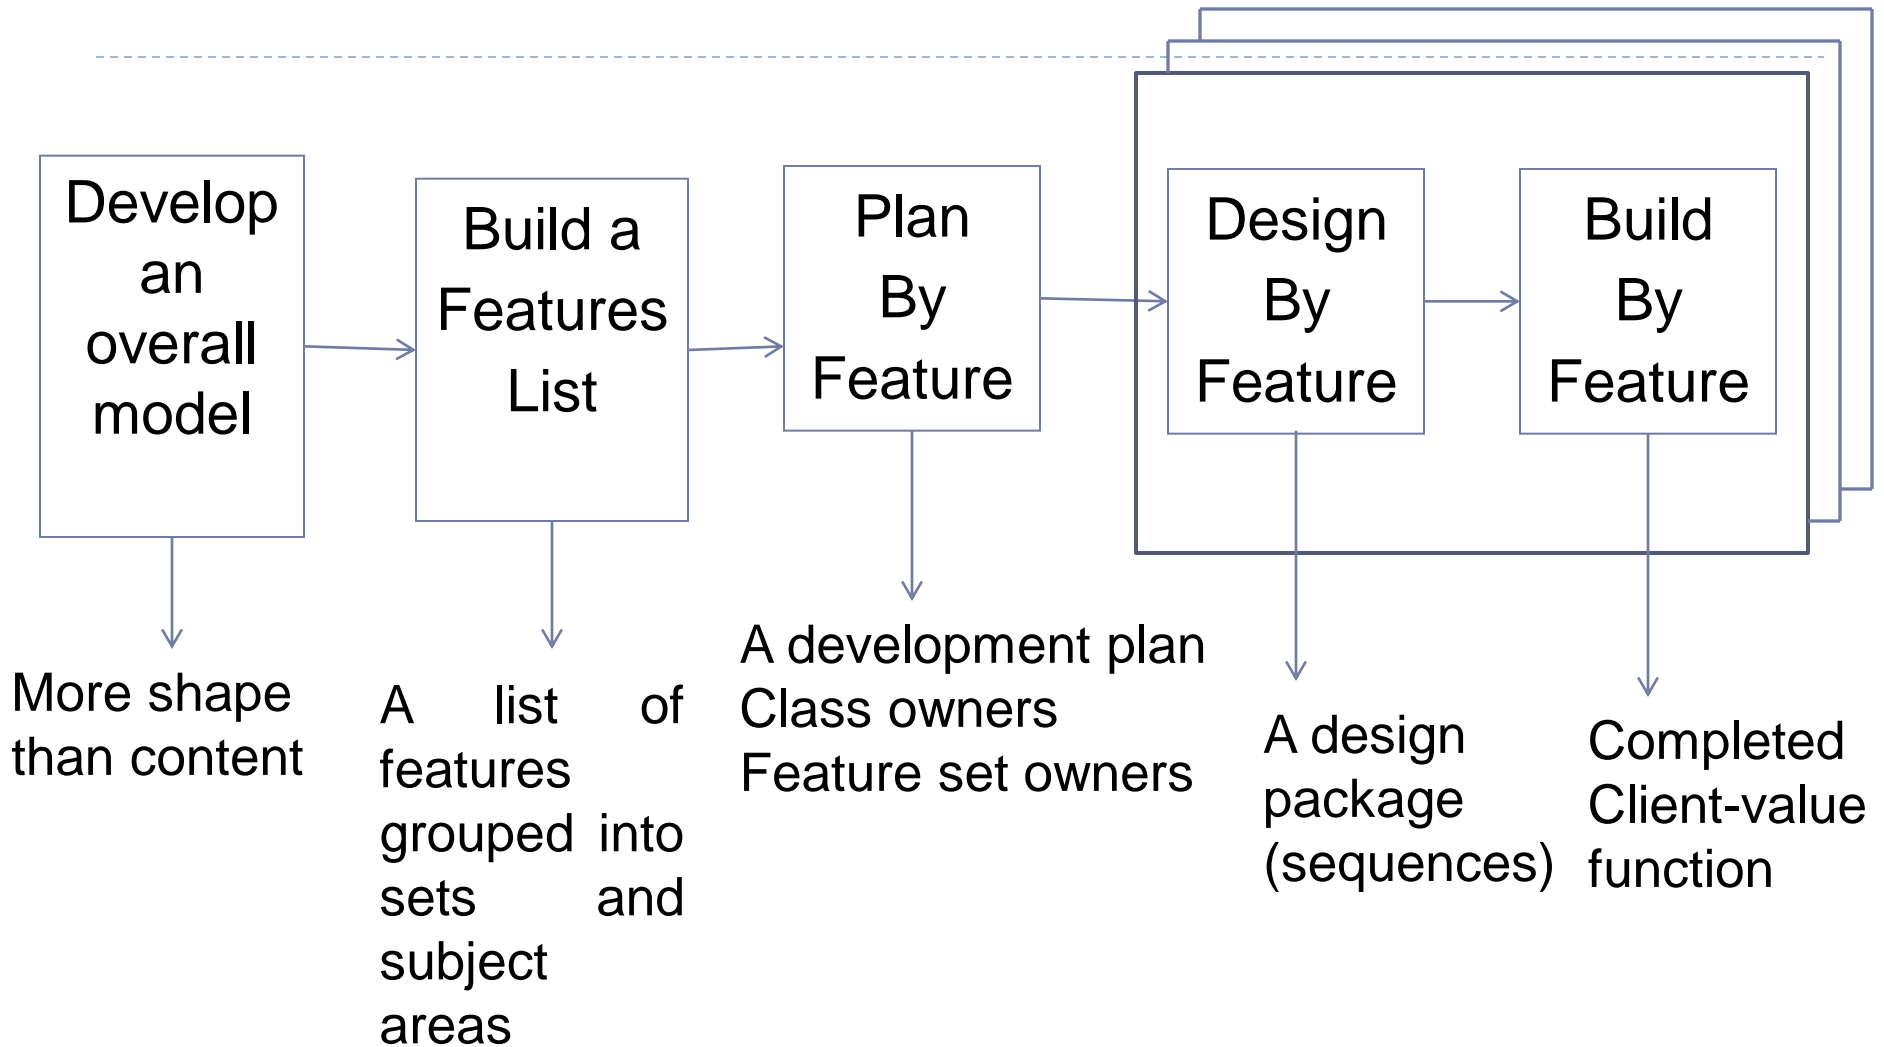 Develop
an
overall
model
Build a
Features
List
Plan
By
Feature
Design
By
Feature
Build
By
Feature
More shape
than content
A list of
features
grouped into
sets and
subject
areas
A development plan
Class owners
Feature set owners
A design
package
(sequences)
Completed
Client-value
function